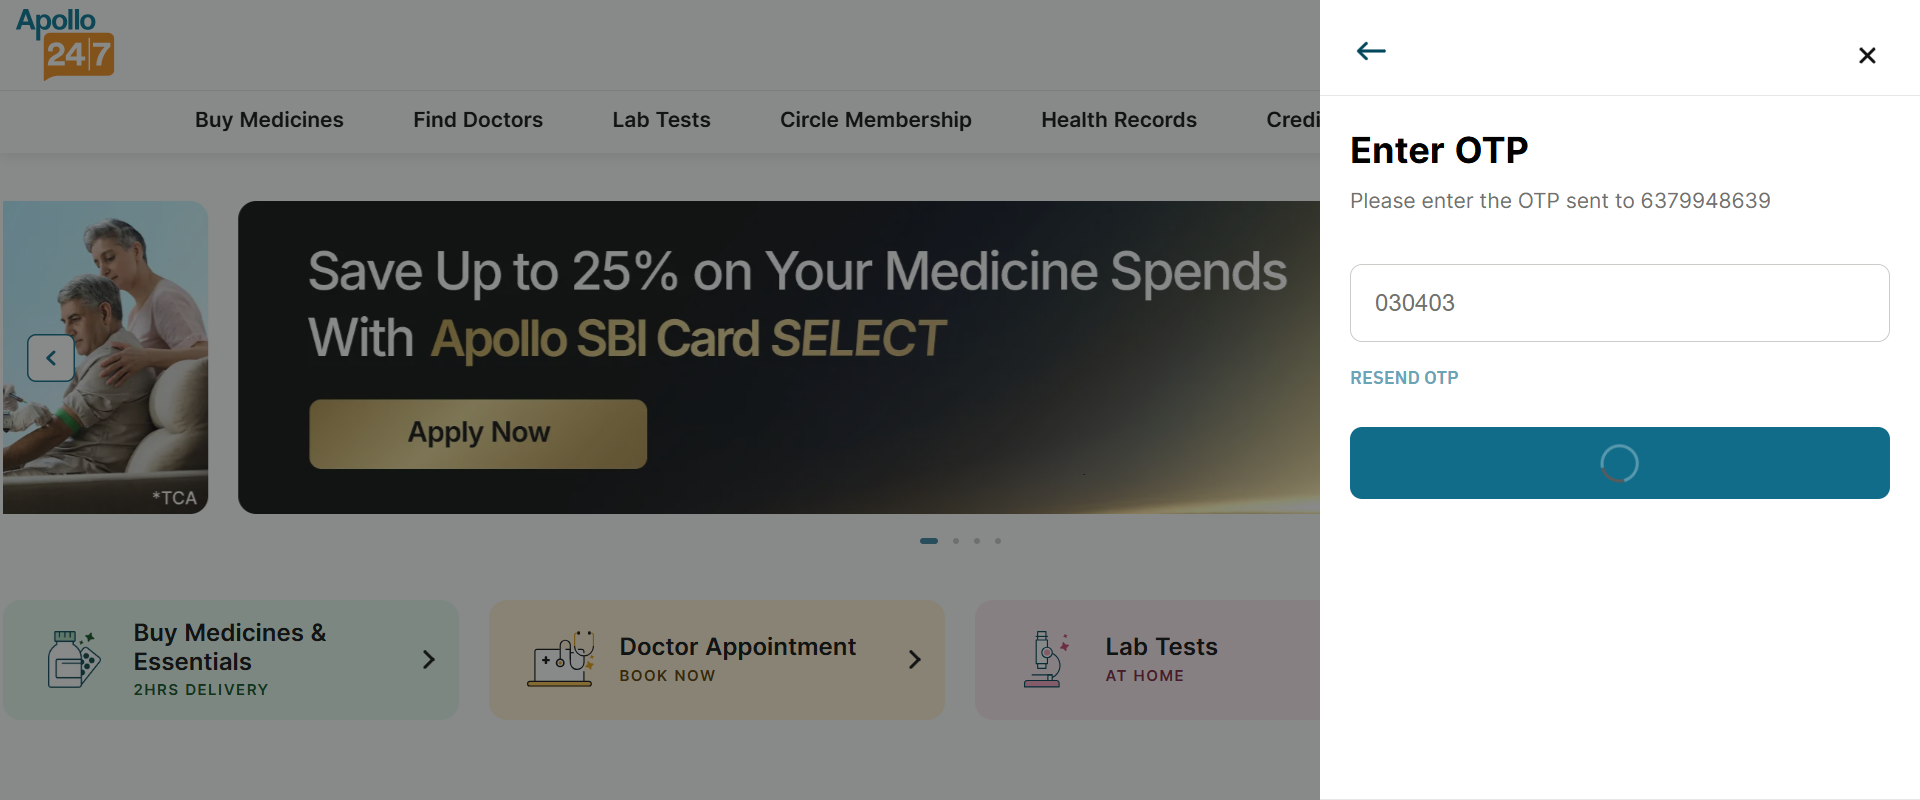 Apollo
24|7
Buy Medicines
Find Doctors
Lab Tests
Circle Membership
Health Records
Credi
*TCA
Save Up to 25% on Your Medicine Spends
With Apollo SBI Card SELECT
Apply Now
Buy Medicines &
Essentials
2HRS DELIVERY
Doctor Appointment
BOOK NOW
Lab Tests
AT HOME
Enter OTP
Please enter the OTP sent to 6379948639
030403
RESEND OTP